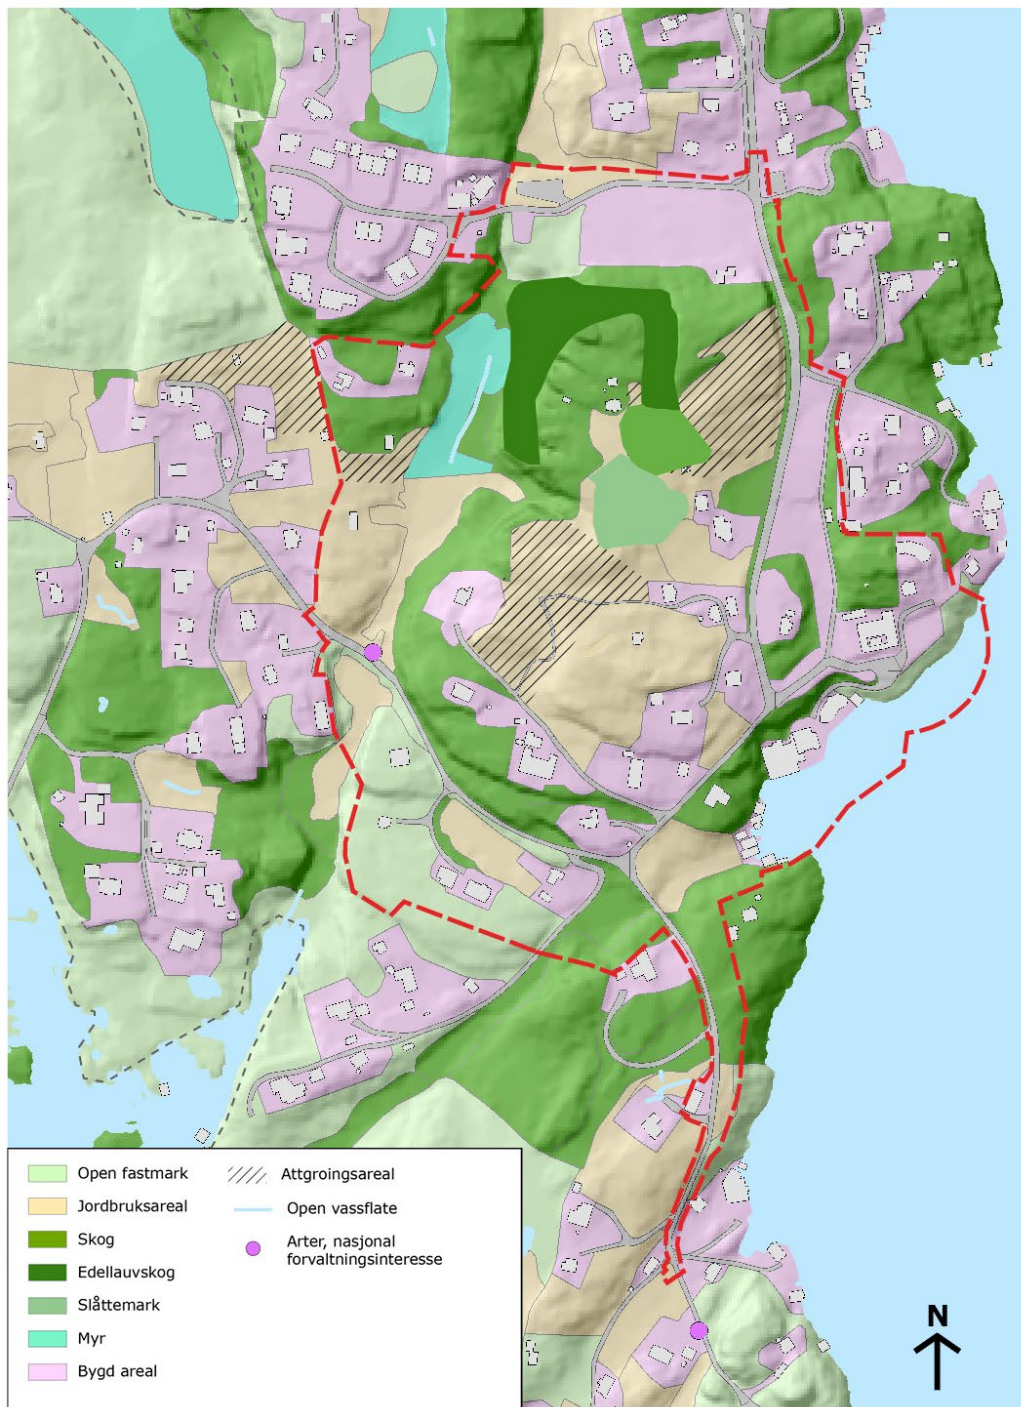 Open fastmark
Jordbruksareal
Skog
Edellauvskog
Slåttemark
Myr
Bygd areal
Attgroingsareal
Open vassflate
Arter, nasjonal
forvaltningsinteresse
N